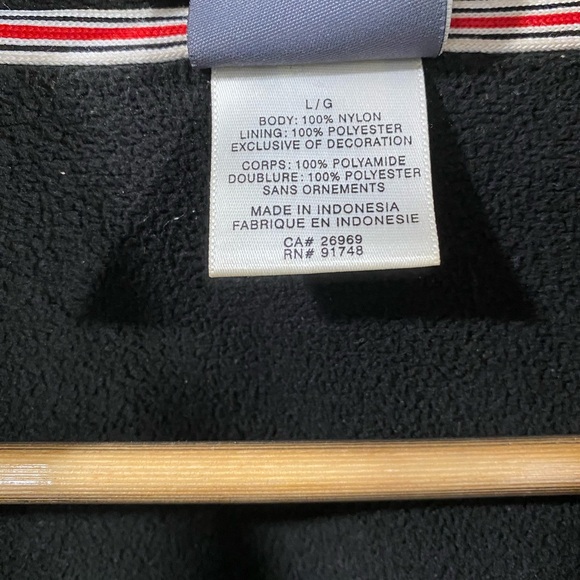 L/G
BODY: 100% NYLON
LINING: 100% POLYESTER
EXCLUSIVE OF DECORATION
CORPS: 100% POLYAMIDE
DOUBLURE: 100% POLYESTER
SANS ORNEMENTS
MADE IN INDONESIA
FABRIQUE EN INDONESIE
CA# 26969
RN# 91748